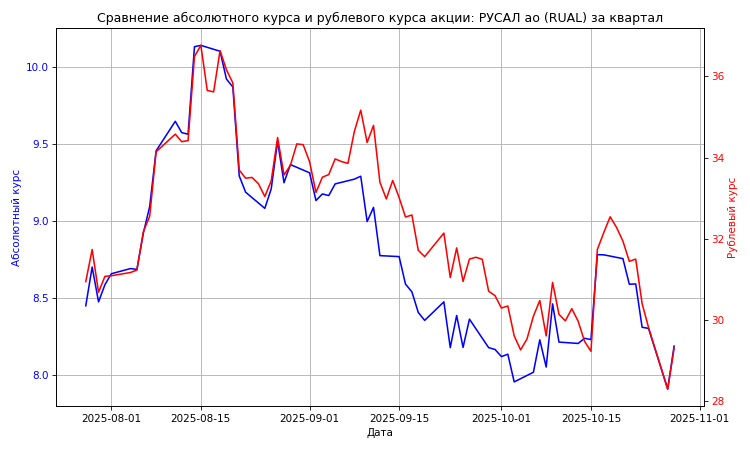 Сравнение абсолютного курса и рублевого курса акции: РУСАЛ ао (RUAL) за квартал
10.0
9.5
9.0
8.5
8.0
Абсолютный курс
36
34
32
30
28
Рублевый курс
2025-08-01 2025-08-15 2025-09-01 2025-09-15 2025-10-01 2025-10-15 2025-11-01
Дата